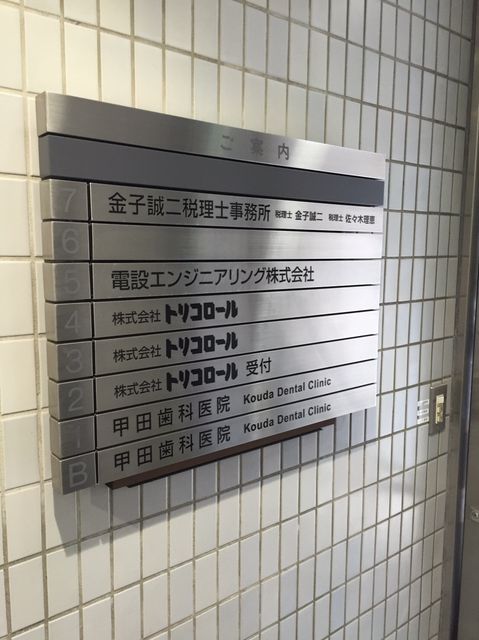 ご案内
7 金子誠二税理士事務所 税理士 金子誠二 税理士 佐々木理恵
6
5 電設エンジニアリング株式会社
4 株式会社 トリコロール
3 株式会社 トリコロール
2 株式会社 トリコロール 受付
1 甲田歯科医院 Kouda Dental Clinic
B 甲田歯科医院 Kouda Dental Clinic